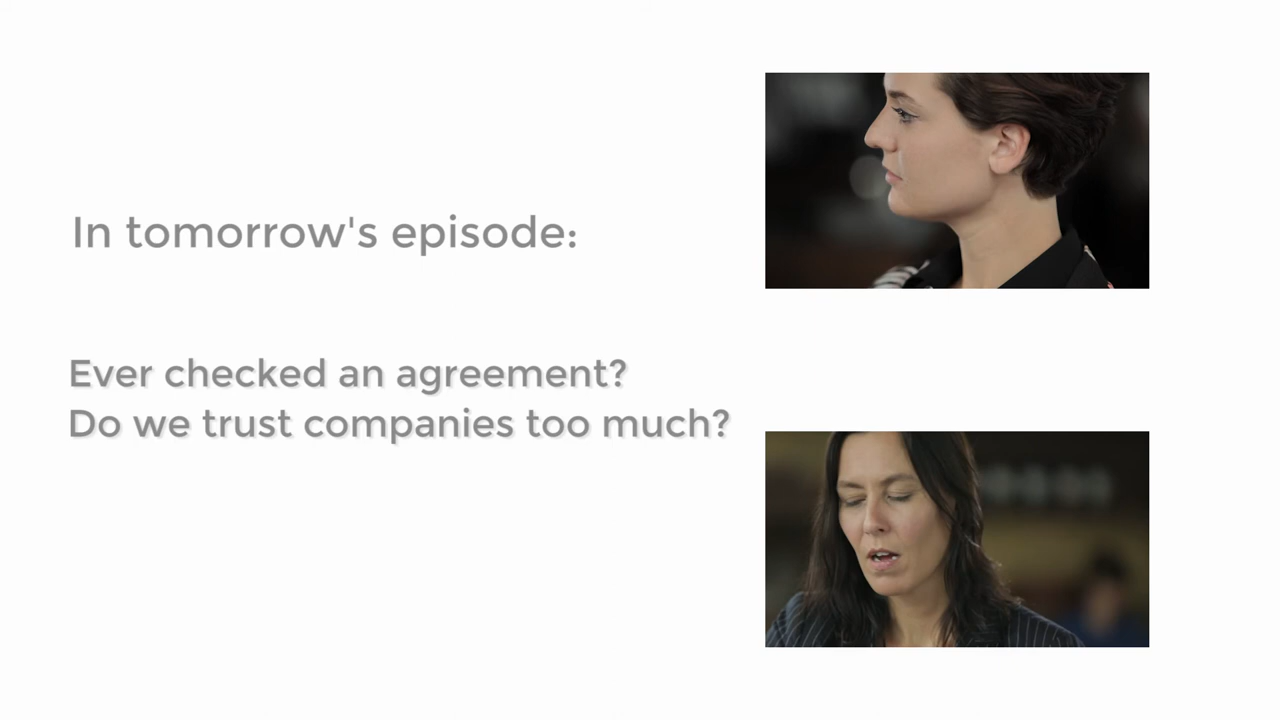 In tomorrow's episode:
Ever checked an agreement?
Do we trust companies too much?